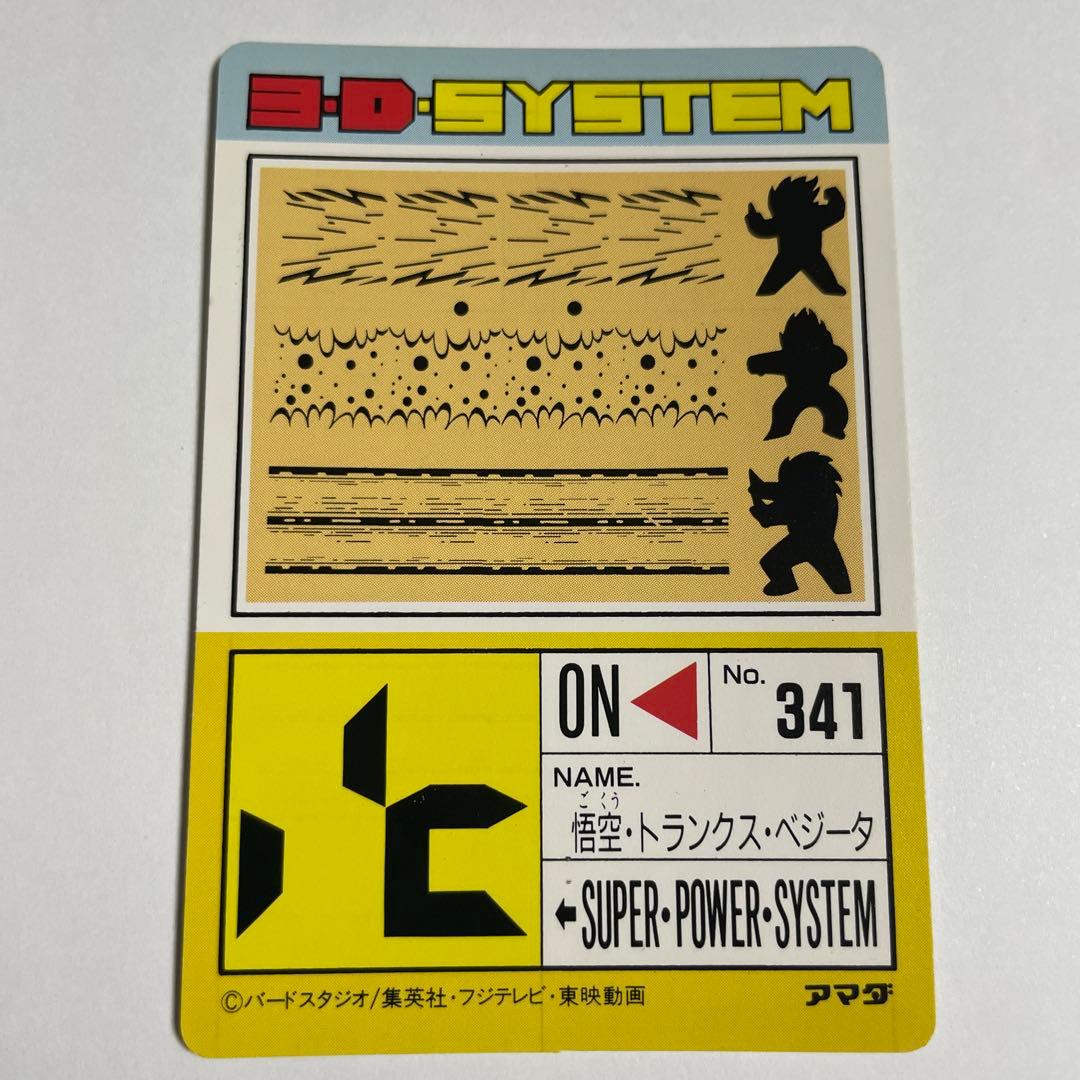 3·D·SYSTEM
ON
No. 341
NAME.
ごくう
悟空・トランクス・ベジータ
←SUPER・POWER・SYSTEM
©バードスタジオ/集英社・フジテレビ・東映動画
アマダ